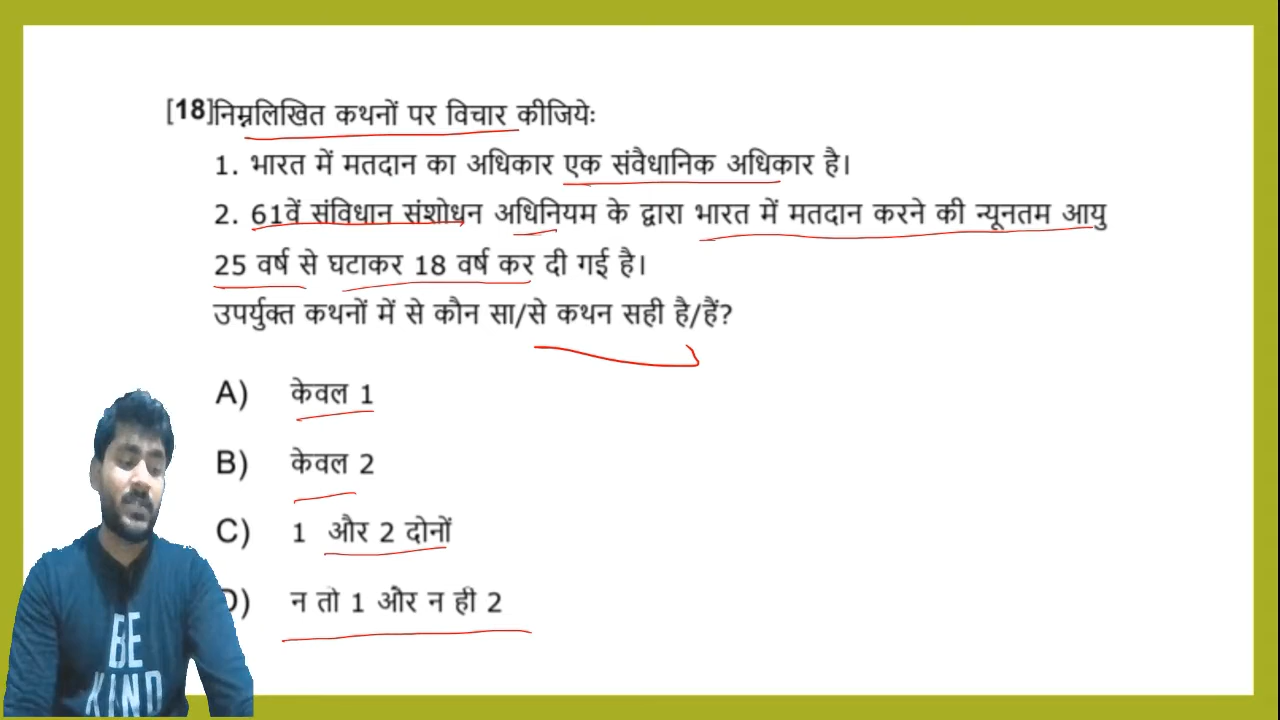 [18]निम्नलिखित कथनों पर विचार कीजियेः
1. भारत में मतदान का अधिकार एक संवैधानिक अधिकार है।
2. 61वें संविधान संशोधन अधिनियम के द्वारा भारत में मतदान करने की न्यूनतम आयु
25 वर्ष से घटाकर 18 वर्ष कर दी गई है।
उपर्युक्त कथनों में से कौन सा/से कथन सही है/हैं?
A) केवल 1
B) केवल 2
C) 1 और 2 दोनों
D) न तो 1 और न ही 2
BE
KIND